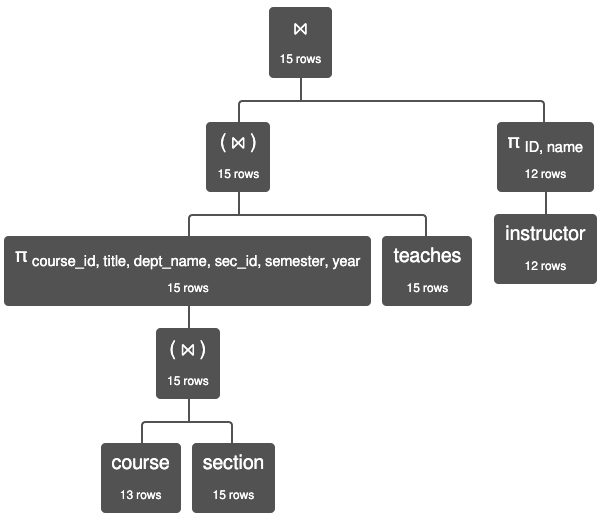 ⋈
15 rows
( ⋈ )
15 rows
π ID, name
12 rows
π course_id, title, dept_name, sec_id, semester, year
15 rows
teaches
15 rows
instructor
12 rows
( ⋈ )
15 rows
course
13 rows
section
15 rows